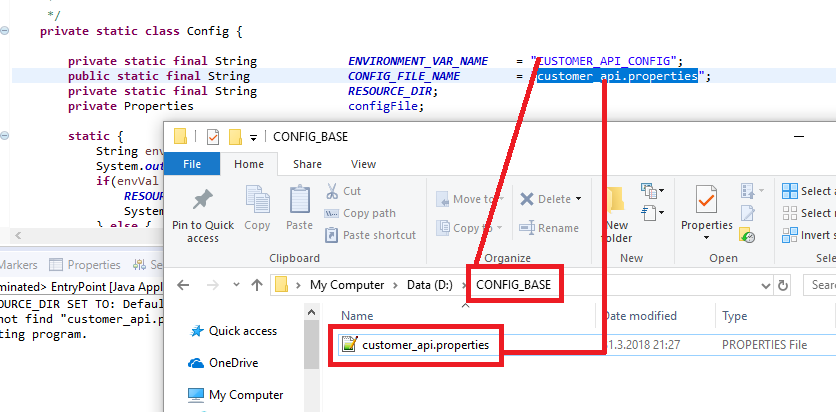 */
private static class Config {
private static final String ENVIRONMENT_VAR_NAME = "CUSTOMER_API_CONFIG";
public static final String CONFIG_FILE_NAME = "customer_api.properties";
private static final String RESOURCE_DIR;
private Properties configFile;
static {
String env
System.out
if(envVal
RESOU
System
} else {
CONFIG_BASE
File Home Share View
Pin to Quick access
Copy
Paste
Cut
Copy path
Paste shortcut
Clipboard
Move to
Copy to
Delete
Rename
Organize
New folder
New
Properties
Open
Select a
Select
Invert se
Markers Properties
My Computer Data (D:) CONFIG_BASE
Sear
minated> EntryPoint [Java Appl
OURCE_DIR SET TO: Defaul
not find "customer_api.p
ting program.
Name Date modified Type
customer_api.properties 1.3.2018 21:27 PROPERTIES File
Quick access
OneDrive
My Computer